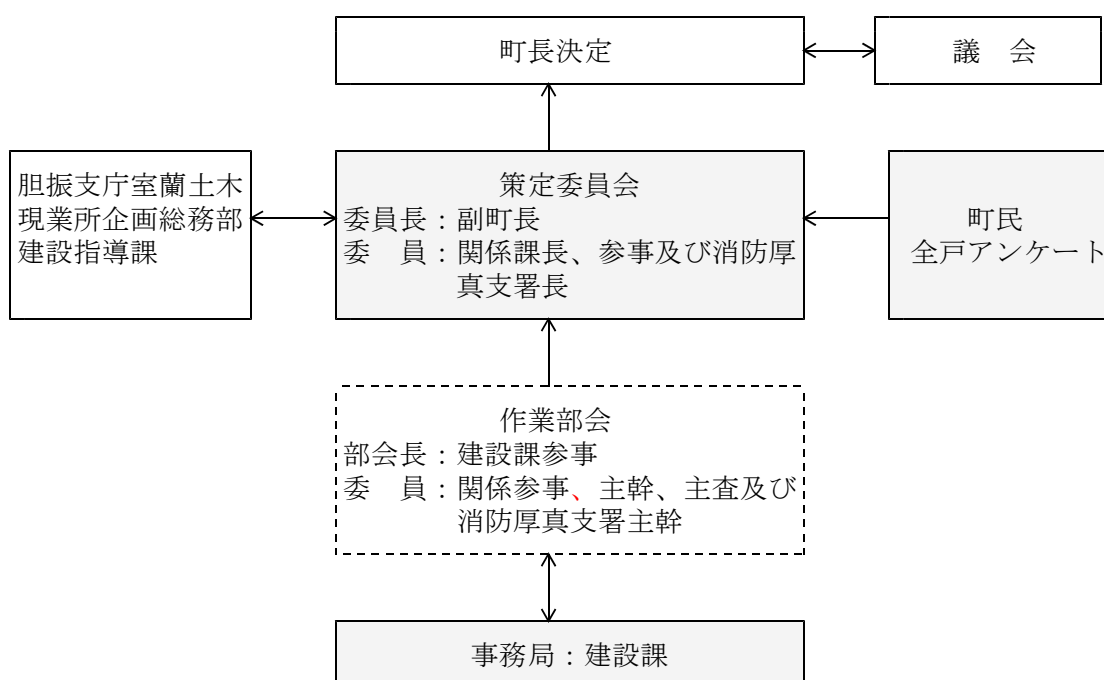 町長決定
議　会
胆振支庁室蘭土木
現業所企画総務部
建設指導課
策定委員会
委員長：副町長
委　員：関係課長、参事及び消防厚
真支署長
町民
全戸アンケート
作業部会
部会長：建設課参事
委　員：関係参事、主幹、主査及び
消防厚真支署主幹
事務局：建設課